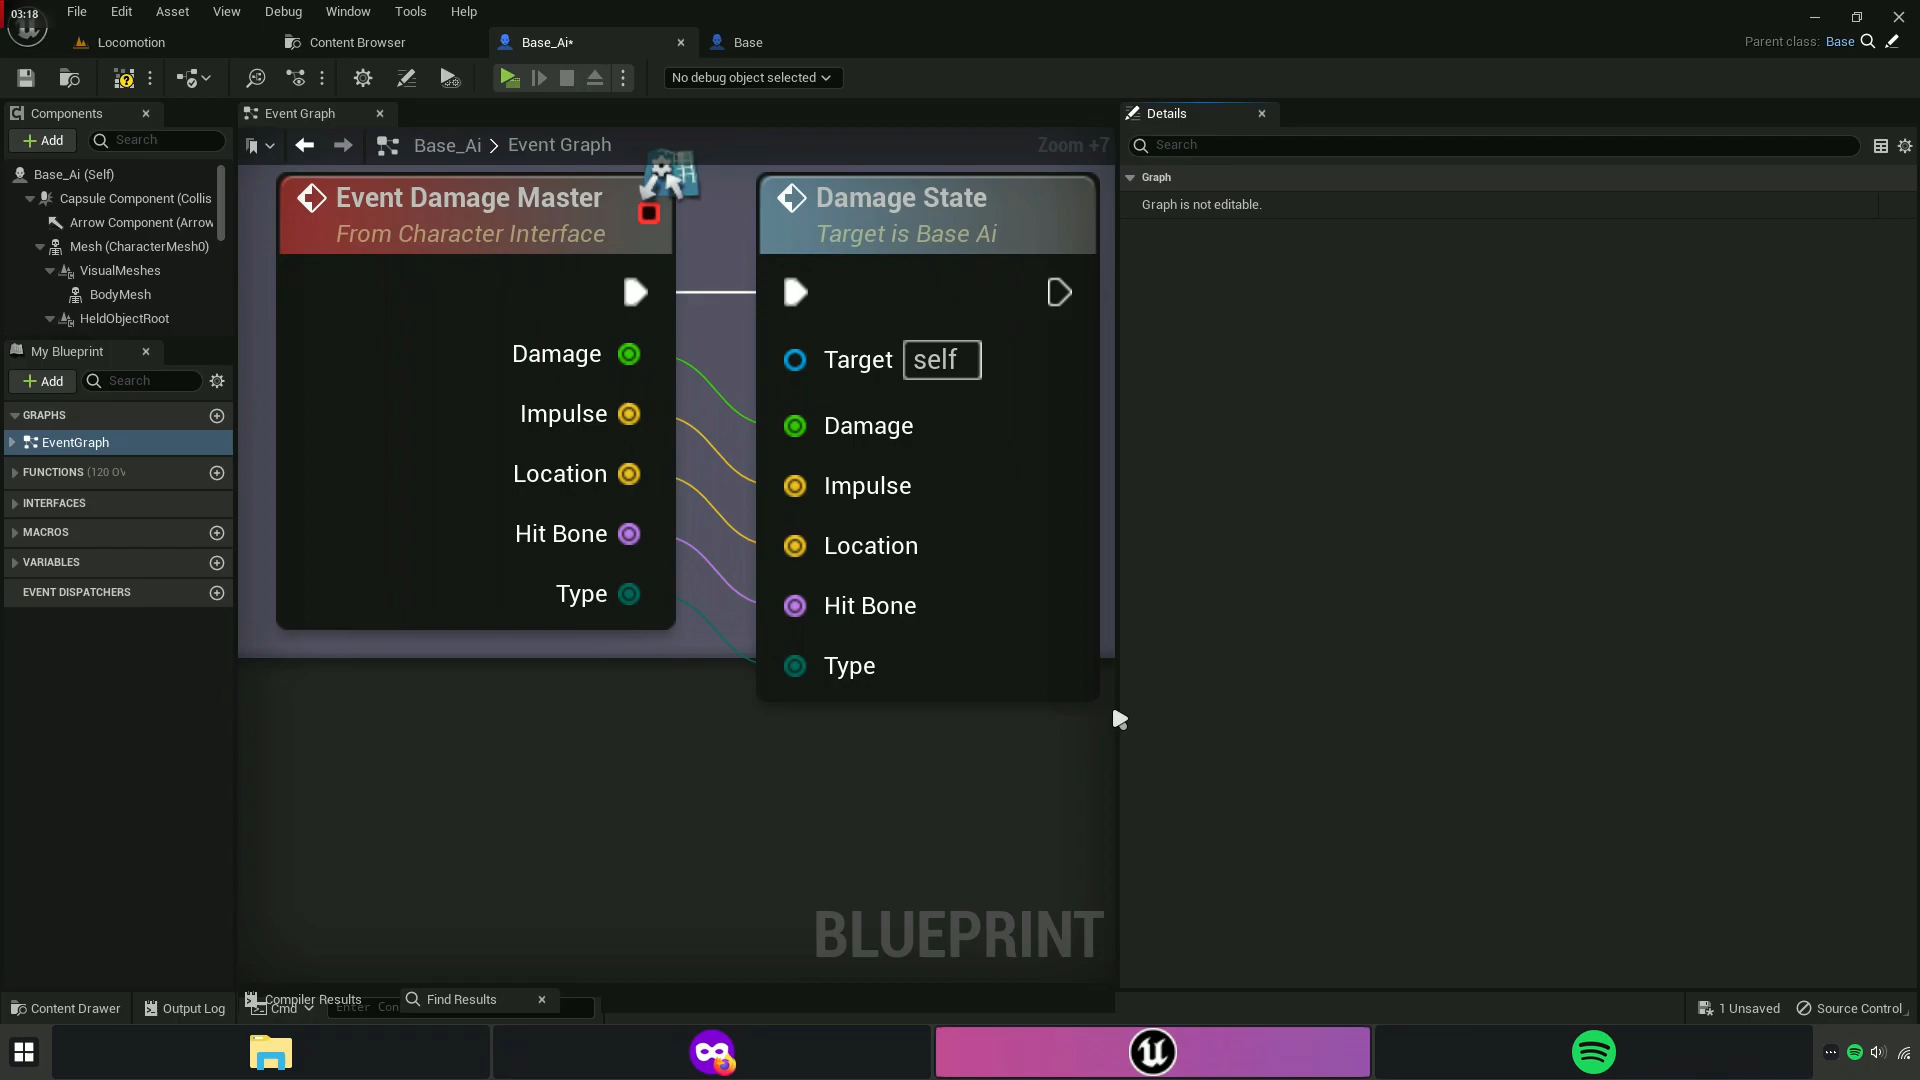 03:18
File Edit Asset View Debug Window Tools Help
Locomotion
Content Browser
Base_Ai*
Base
Parent class: Base
No debug object selected
Components
Event Graph
Details
Add
Search
Base_Ai > Event Graph
Zoom +7
Search
Base_Ai (Self)
Capsule Component (Collis
Arrow Component (Arrow
Mesh (CharacterMesh0)
VisualMeshes
BodyMesh
HeldObjectRoot
My Blueprint
Add
Search
GRAPHS
EventGraph
FUNCTIONS (120 OV
INTERFACES
MACROS
VARIABLES
EVENT DISPATCHERS
Event Damage Master
From Character Interface
Damage
Impulse
Location
Hit Bone
Type
Damage State
Target is Base Ai
Target self
Damage
Impulse
Location
Hit Bone
Type
BLUEPRINT
Graph
Graph is not editable.
Compiler Results
Find Results
Content Drawer
Output Log
Cmd
Enter Con
1 Unsaved
Source Control